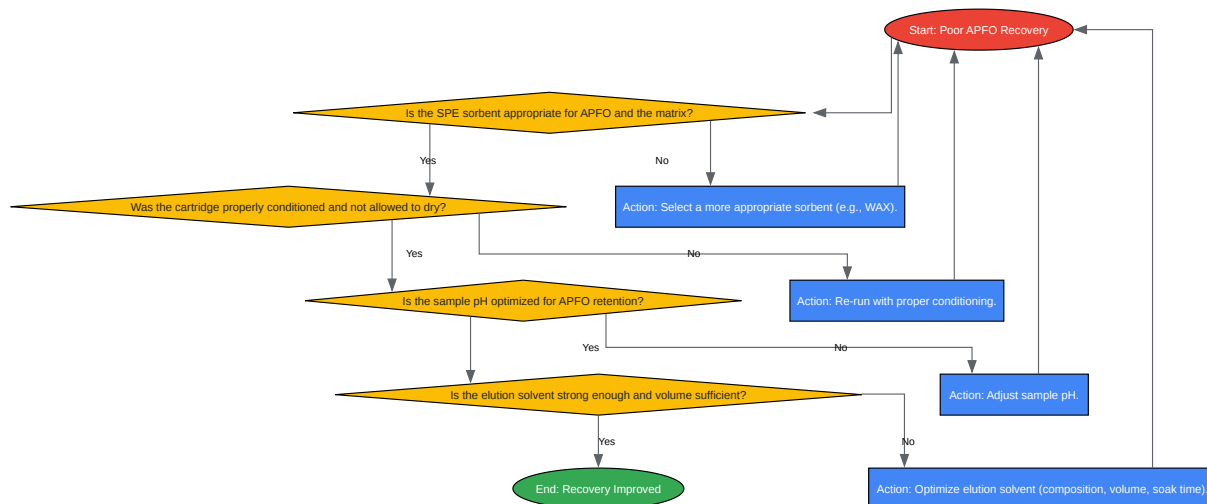 Start: Poor APFO Recovery
Is the SPE sorbent appropriate for APFO and the matrix?
Yes
No
Action: Select a more appropriate sorbent (e.g., WAX).
Was the cartridge properly conditioned and not allowed to dry?
Yes
No
Action: Re-run with proper conditioning.
Is the sample pH optimized for APFO retention?
Yes
No
Action: Adjust sample pH.
Is the elution solvent strong enough and volume sufficient?
Yes
No
End: Recovery Improved
Action: Optimize elution solvent (composition, volume, soak time).